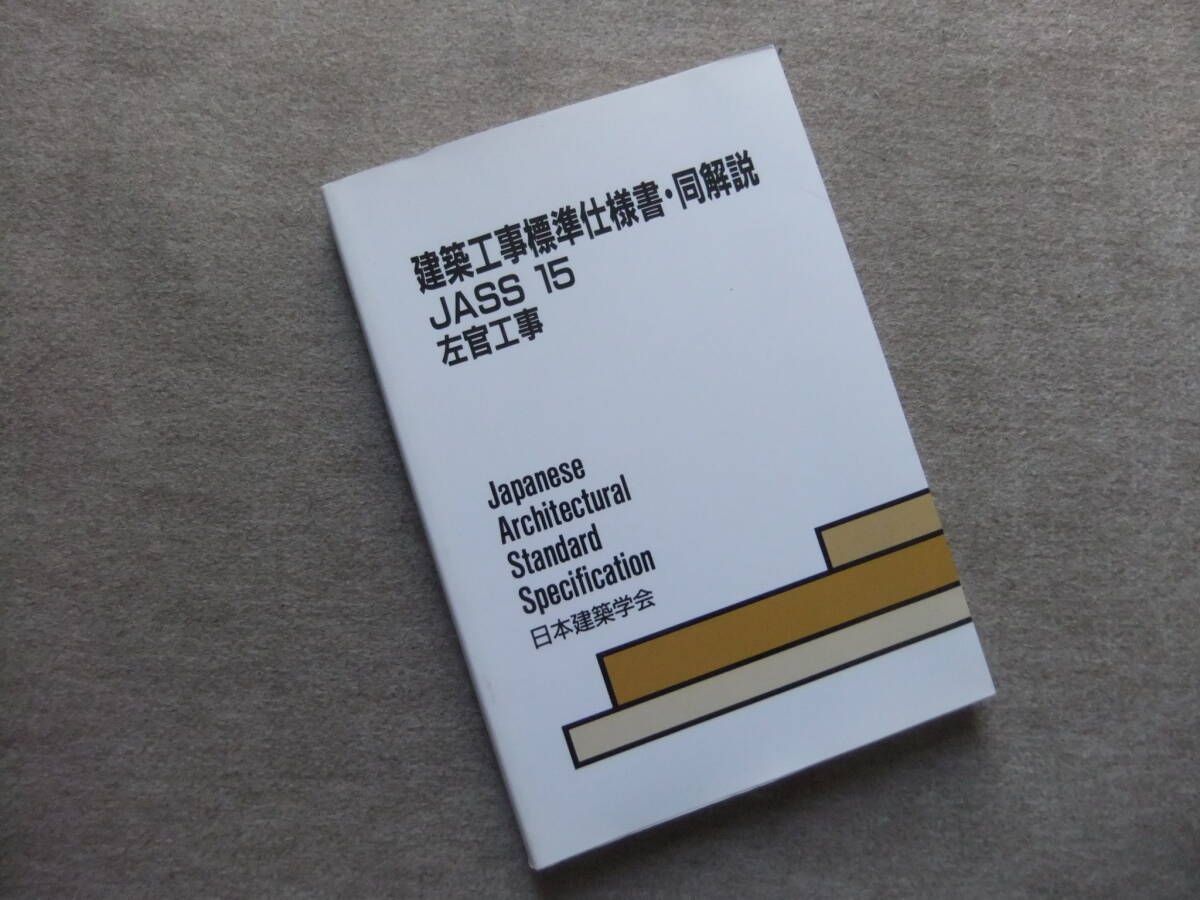 建築工事標準仕様書・同解説
JASS 15
左官工事
Japanese
Architectural
Standard
Specification
日本建築学会